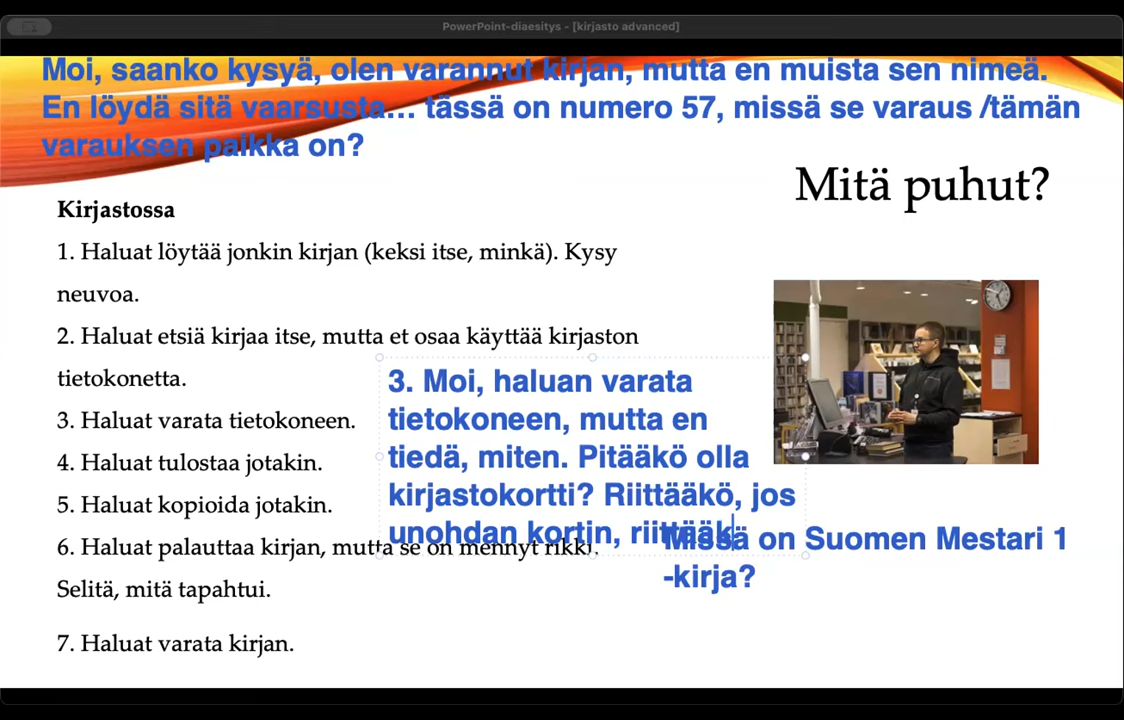 PowerPoint-diaesitys - [kirjasto advanced]
Moi, saanko kysyä, olen varannut kirjan, mutta en muista sen nimeä.
En löydä sitä vaarsusta... tässä on numero 57, missä se varaus /tämän
varauksen paikka on?
Mitä puhut?
Kirjastossa
1. Haluat löytää jonkin kirjan (keksi itse, minkä). Kysy
neuvoa.
2. Haluat etsiä kirjaa itse, mutta et osaa käyttää kirjaston
tietokonetta.
3. Haluat varata tietokoneen.
4. Haluat tulostaa jotakin.
5. Haluat kopioida jotakin.
6. Haluat palauttaa kirjan, mutta se on mennyt rikki.
Selitä, mitä tapahtui.
7. Haluat varata kirjan.
3. Moi, haluan varata
tietokoneen, mutta en
tiedä, miten. Pitääkö olla
kirjastokortti? Riittääkö, jos
unohdan kortin, riittääk
Missä on Suomen Mestari 1
-kirja?